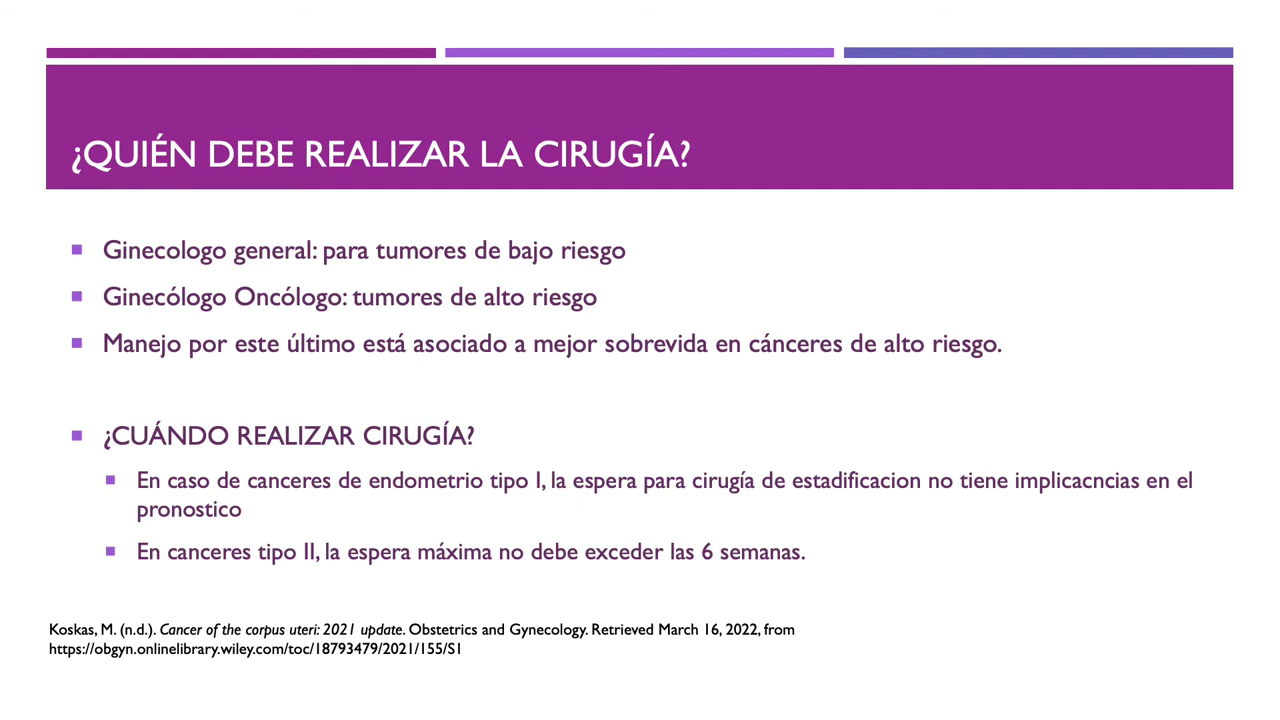 ¿QUIÉN DEBE REALIZAR LA CIRUGÍA?
Ginecologo general: para tumores de bajo riesgo
Ginecólogo Oncólogo: tumores de alto riesgo
Manejo por este último está asociado a mejor sobrevida en cánceres de alto riesgo.
¿CUÁNDO REALIZAR CIRUGÍA?
En caso de canceres de endometrio tipo I, la espera para cirugía de estadificacion no tiene implicacncias en el
pronostico
En canceres tipo II, la espera máxima no debe exceder las 6 semanas.
Koskas, M. (n.d.). Cancer of the corpus uteri: 2021 update. Obstetrics and Gynecology. Retrieved March 16, 2022, from
https://obgyn.onlinelibrary.wiley.com/toc/18793479/2021/155/S1